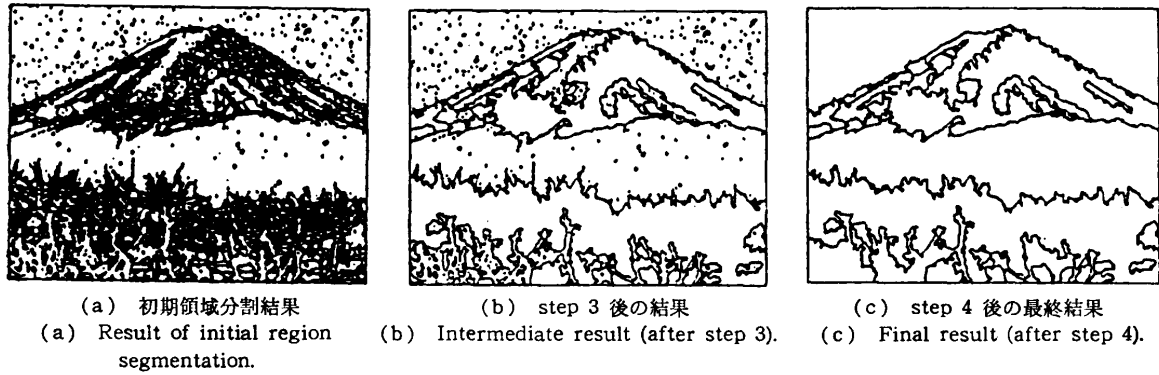 (a) 初期領域分割結果
(a) Result of initial region
segmentation.
(b) step 3 後の結果
(b) Intermediate result (after step 3).
(c) step 4 後の最終結果
(c) Final result (after step 4).